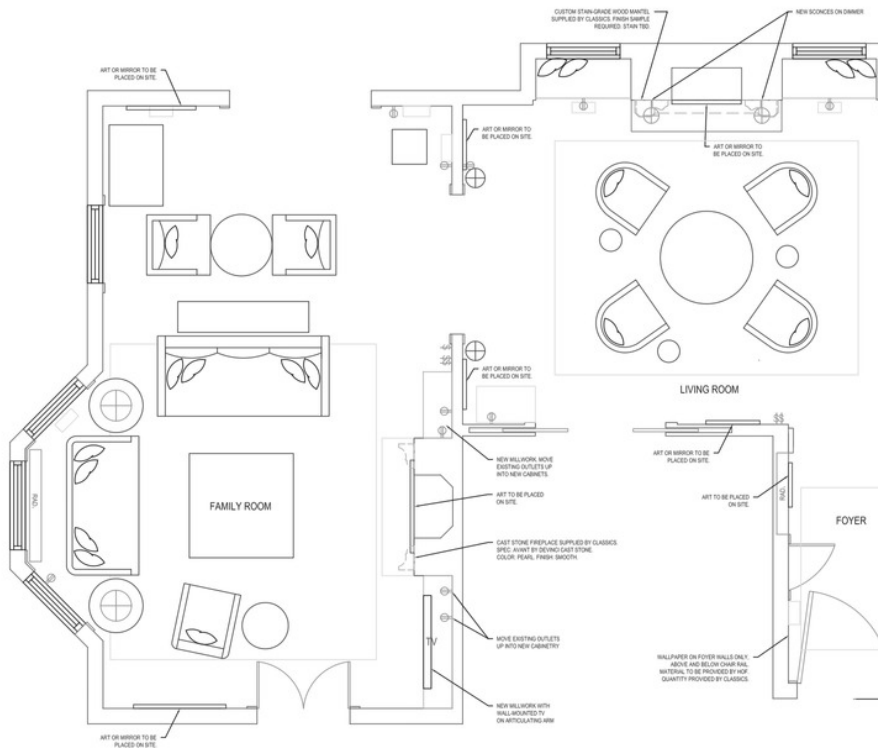 CUSTOM STAIN-GRADE WOOD MANTEL
SUPPLIED BY CLASSICS. FINISH SAMPLE
REQUIRED. STAIN TBD.
NEW SCONCES ON DIMMER
ART OR MIRROR TO BE
PLACED ON SITE.
ART OR MIRROR TO
BE PLACED ON SITE.
ART OR MIRROR TO
BE PLACED ON SITE.
ART OR MIRROR TO
BE PLACED ON SITE.
LIVING ROOM
NEW MILLWORK. MOVE
EXISTING OUTLETS UP
INTO NEW CABINETS.
ART OR MIRROR TO BE
PLACED ON SITE.
RAD.
FAMILY ROOM
ART TO BE PLACED
ON SITE.
ART TO BE PLACED
ON SITE.
RAD.
FOYER
CAST STONE FIREPLACE SUPPLIED BY CLASSICS.
SPEC: AVANT BY DEVINCI CAST STONE.
COLOR: PEARL. FINISH: SMOOTH.
TV
MOVE EXISTING OUTLETS
UP INTO NEW CABINETRY
WALLPAPER ON FOYER WALLS ONLY,
ABOVE AND BELOW CHAIR RAIL.
MATERIAL TO BE PROVIDED BY HOF.
QUANTITY PROVIDED BY CLASSICS.
NEW MILLWORK WITH
WALL-MOUNTED TV
ON ARTICULATING ARM
ART OR MIRROR TO BE
PLACED ON SITE.